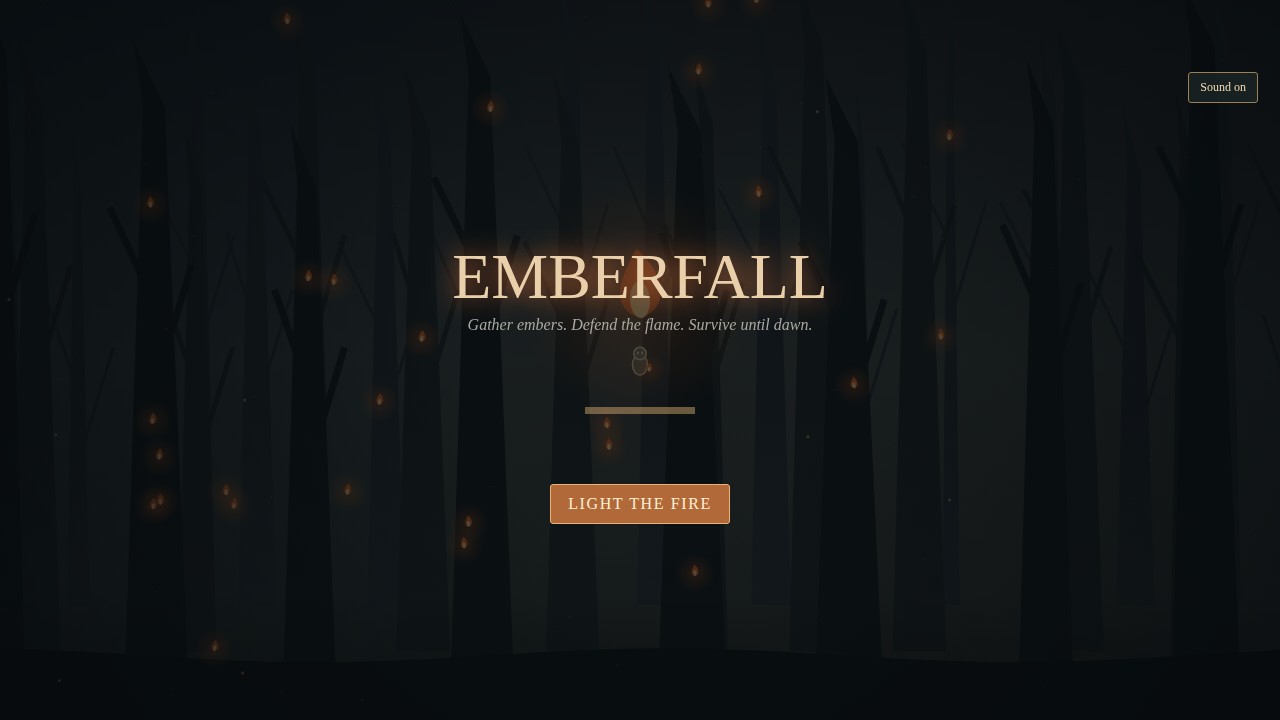 Sound on
EMBERFALL
Gather embers. Defend the flame. Survive until dawn.
LIGHT THE FIRE